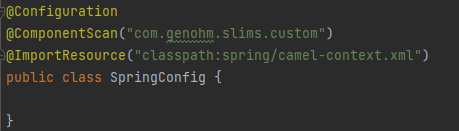 @Configuration
@ComponentScan("com.genohm.slims.custom")
@ImportResource("classpath:spring/camel-context.xml")
public class SpringConfig {
}